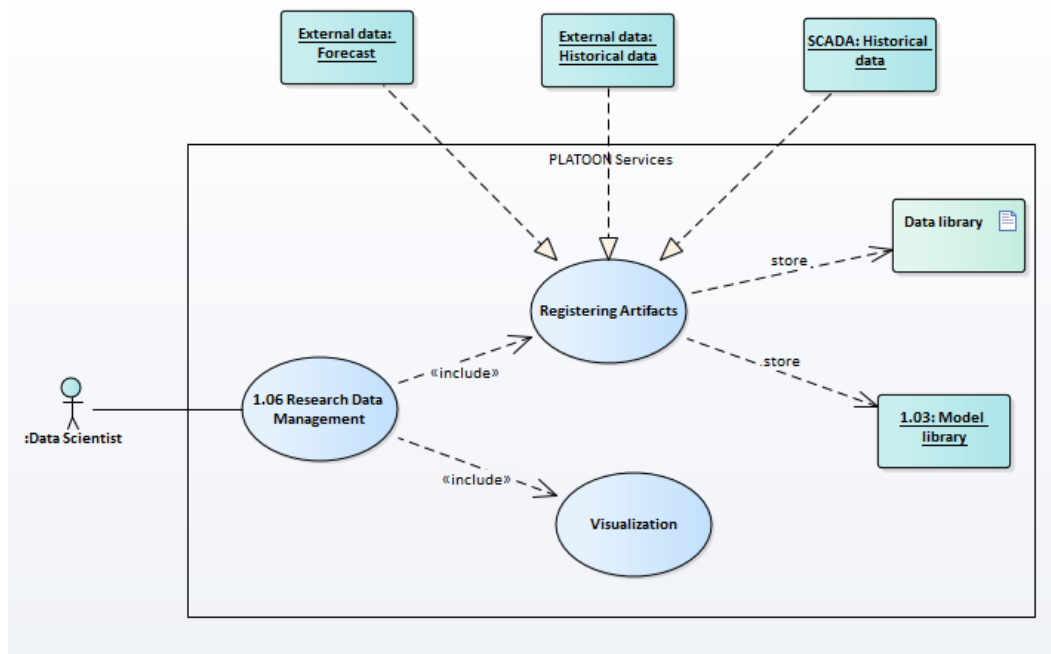 External data:
Forecast
External data:
Historical data
SCADA: Historical
data
PLATOON Services
Data library
store
Registering Artifacts
store
«include»
1.06 Research Data
Management
1.03: Model
library
:Data Scientist
«include»
Visualization